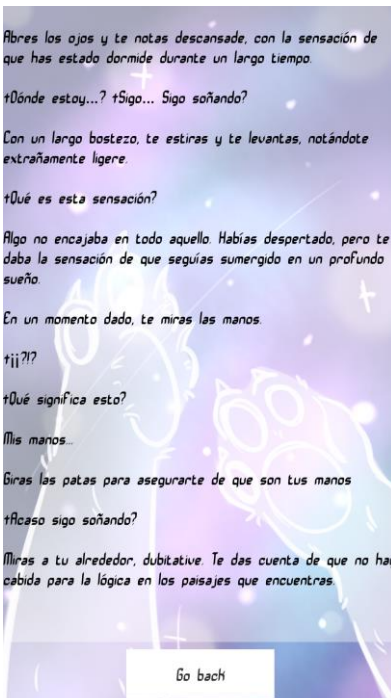 Abres los ojos y te notas descansade, con la sensación de
que has estado dormide durante un largo tiempo.
+Dónde estoy...? +Sigo... Sigo soñando?
Con un largo bostezo, te estiras y te levantas, notándote
extrañamente ligere.
+Qué es esta sensación?
Algo no encajaba en todo aquello. Habías despertado, pero te
daba la sensación de que seguías sumergido en un profundo
sueño.
En un momento dado, te miras las manos.
+¡¡?!?
+Qué significa esto?
Mis manos...
Giras las patas para asegurarte de que son tus manos
+Acaso sigo soñando?
Miras a tu alrededor, dubitative. Te das cuenta de que no ha
cabida para la lógica en los paisajes que encuentras.
Go back